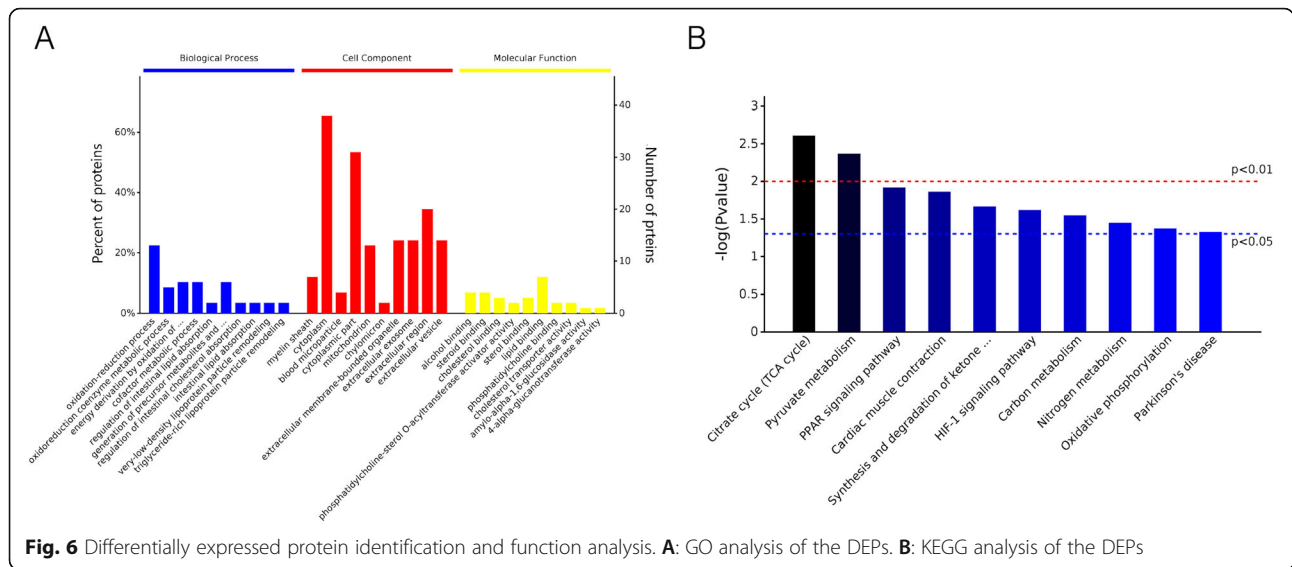 A
Biological Process
Cell Component
Molecular Function
Percent of proteins
60%
40%
20%
0%
Number of prteins
40
30
20
10
0
oxidation-reduction process
oxidoreduction coenzyme metabolic process
energy derivation by oxidation of ...
cofactor metabolic process
regulation of intestinal lipid absorption
generation of precursor metabolites and ...
regulation of intestinal cholesterol absorption
intestinal lipid absorption
very-low-density lipoprotein particle remodeling
triglyceride-rich lipoprotein particle remodeling
myelin sheath
cytoplasm
blood microparticle
cytoplasmic part
mitochondrion
chylomicron
extracellular membrane-bounded organelle
extracellular exosome
extracellular region
extracellular vesicle
alcohol binding
steroid binding
cholesterol binding
phosphatidylcholine-sterol O-acyltransferase activator activity
sterol binding
lipid binding
phosphatidylcholine binding
cholesterol transporter activity
amylo-alpha-1,6-glucosidase activity
4-alpha-glucanotransferase activity
B
-log(Pvalue)
3
2.5
2
1.5
1
0.5
0
p<0.01
p<0.05
Citrate cycle (TCA cycle)
Pyruvate metabolism
PPAR signaling pathway
Cardiac muscle contraction
Synthesis and degradation of ketone ...
HIF-1 signaling pathway
Carbon metabolism
Nitrogen metabolism
Oxidative phosphorylation
Parkinson's disease
Fig. 6 Differentially expressed protein identification and function analysis. A: GO analysis of the DEPs. B: KEGG analysis of the DEPs